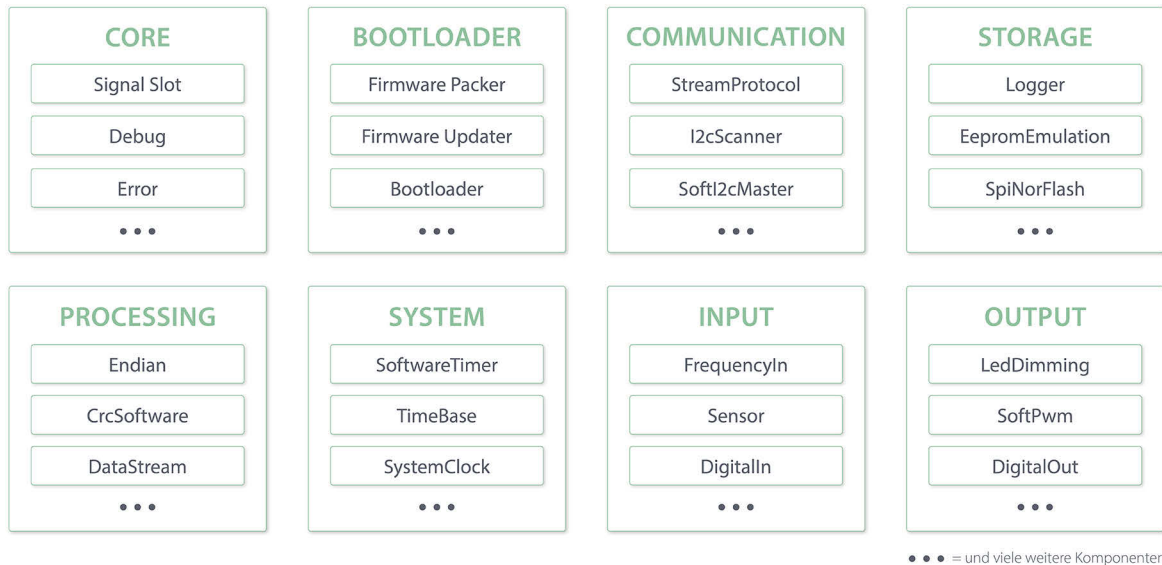 CORE
Signal Slot
Debug
Error
BOOTLOADER
Firmware Packer
Firmware Updater
Bootloader
COMMUNICATION
StreamProtocol
I2cScanner
SoftI2cMaster
STORAGE
Logger
EepromEmulation
SpiNorFlash
PROCESSING
Endian
CrcSoftware
DataStream
SYSTEM
SoftwareTimer
TimeBase
SystemClock
INPUT
FrequencyIn
Sensor
DigitalIn
OUTPUT
LedDimming
SoftPwm
DigitalOut
= und viele weitere Komponenten